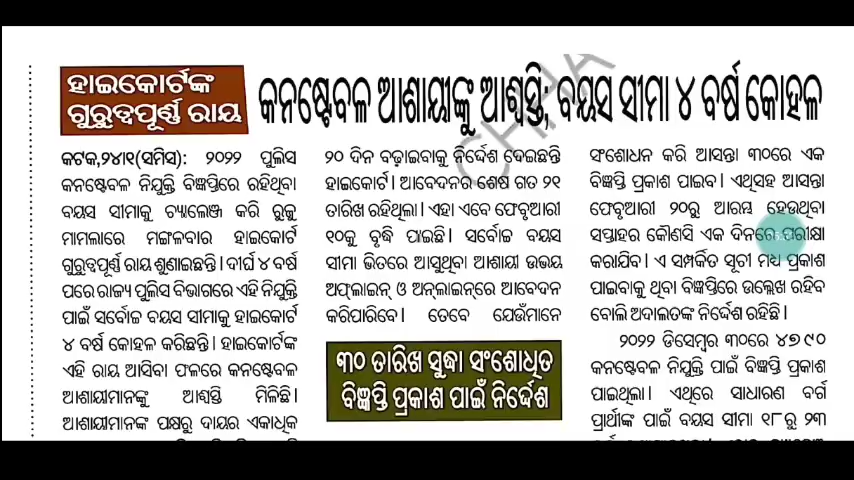 ହାଇକୋର୍ଟଙ୍କ
ଗୁରୁତ୍ୱପୂର୍ଣ୍ଣ ରାୟ
କନଷ୍ଟେବଳ ଆଶାୟୀଙ୍କୁ ଆଶ୍ୱସ୍ତି; ବୟସ ସୀମା ୪ ବର୍ଷ କୋହଳ
କଟକ,୨୪ା୧(ସମିସ): ୨୦୨୨ ପୁଲିସ
କନଷ୍ଟେବଳ ନିଯୁକ୍ତି ବିଜ୍ଞପ୍ତିରେ ରହିଥିବା
ବୟସ ସୀମାକୁ ଚ୍ୟାଲେଞ୍ଜ କରି ରୁଜୁ
ମାମଲାରେ ମଙ୍ଗଳବାର ହାଇକୋର୍ଟ
ଗୁରୁତ୍ୱପୂର୍ଣ୍ଣ ରାୟ ଶୁଣାଇଛନ୍ତି। ଦୀର୍ଘ ୪ ବର୍ଷ
ପରେ ରାଜ୍ୟ ପୁଲିସ ବିଭାଗରେ ଏହି ନିଯୁକ୍ତି
ପାଇଁ ସର୍ବୋଚ୍ଚ ବୟସ ସୀମାକୁ ହାଇକୋର୍ଟ
୪ ବର୍ଷ କୋହଳ କରିଛନ୍ତି। ହାଇକୋର୍ଟଙ୍କ
ଏହି ରାୟ ଆସିବା ଫଳରେ କନଷ୍ଟେବଳ
ଆଶାୟୀମାନଙ୍କୁ ଆଶ୍ୱସ୍ତି ମିଳିଛି।
ଆଶାୟୀମାନଙ୍କ ପକ୍ଷରୁ ଦାୟର ଏକାଧିକ
୨୦ ଦିନ ବଢ଼ାଇବାକୁ ନିର୍ଦ୍ଦେଶ ଦେଇଛନ୍ତି
ହାଇକୋର୍ଟ। ଆବେଦନର ଶେଷ ଗତ ୨୧
ତାରିଖ ରହିଥିଲା। ଏହା ଏବେ ଫେବୃଆରୀ
୧୦କୁ ବୃଦ୍ଧି ପାଇଛି। ସର୍ବୋଚ୍ଚ ବୟସ
ସୀମା ଭିତରେ ଆସୁଥିବା ଆଶାୟୀ ଉଭୟ
ଅଫ୍‌ଲାଇନ୍ ଓ ଅନ୍‌ଲାଇନ୍‌ରେ ଆବେଦନ
କରିପାରିବେ। ତେବେ ଯେଉଁମାନେ
୩୦ ତାରିଖ ସୁଦ୍ଧା ସଂଶୋଧିତ
ବିଜ୍ଞପ୍ତି ପ୍ରକାଶ ପାଇଁ ନିର୍ଦ୍ଦେଶ
ସଂଶୋଧନ କରି ଆସନ୍ତା ୩୦ରେ ଏକ
ବିଜ୍ଞପ୍ତି ପ୍ରକାଶ ପାଇବ। ଏଥିସହ ଆସନ୍ତା
ଫେବୃଆରୀ ୨୦ରୁ ଆରମ୍ଭ ହେଉଥିବା
ସପ୍ତାହର କୌଣସି ଏକ ଦିନରେ ପରୀକ୍ଷା
କରାଯିବ। ଏ ସମ୍ପର୍କିତ ସୂଚୀ ମଧ୍ୟ ପ୍ରକାଶ
ପାଇବାକୁ ଥିବା ବିଜ୍ଞପ୍ତିରେ ଉଲ୍ଲେଖ ରହିବ
ବୋଲି ଅଦାଲତଙ୍କ ନିର୍ଦ୍ଦେଶ ରହିଛି।
୨୦୨୨ ଡିସେମ୍ବର ୩୦ରେ ୪୭୯୦
କନଷ୍ଟେବଳ ନିଯୁକ୍ତି ପାଇଁ ବିଜ୍ଞପ୍ତି ପ୍ରକାଶ
ପାଇଥିଲା। ଏଥିରେ ସାଧାରଣ ବର୍ଗ
ପ୍ରାର୍ଥୀଙ୍କ ପାଇଁ ବୟସ ସୀମା ୧୮ରୁ ୨୩